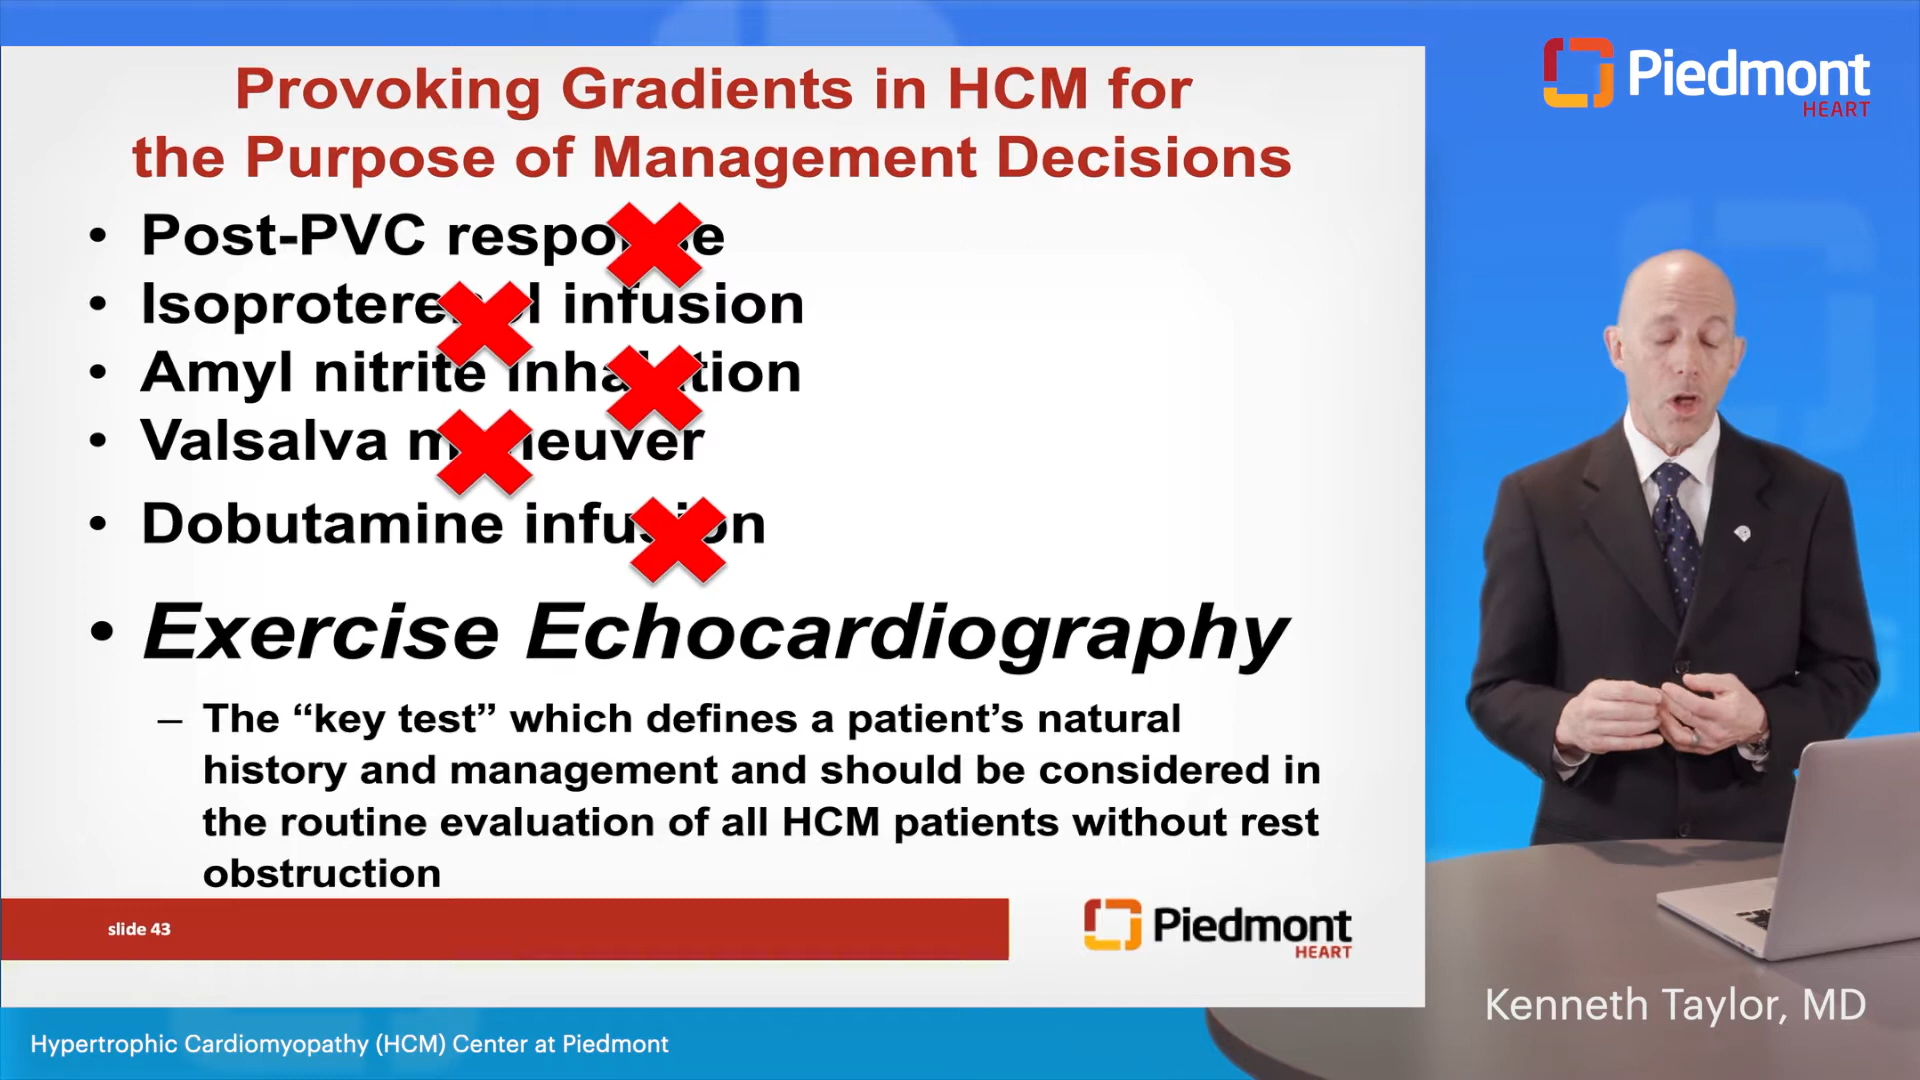 Provoking Gradients in HCM for
the Purpose of Management Decisions
Piedmont
HEART
• Post-PVC response
• Isoproterenol infusion
• Amyl nitrite inhalation
• Valsalva maneuver
• Dobutamine infusion
• Exercise Echocardiography
– The “key test” which defines a patient’s natural
history and management and should be considered in
the routine evaluation of all HCM patients without rest
obstruction
slide 43
Piedmont
HEART
Kenneth Taylor, MD
Hypertrophic Cardiomyopathy (HCM) Center at Piedmont